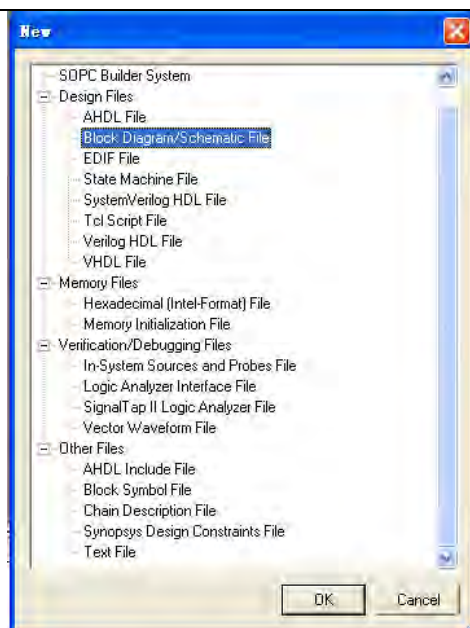 New
SOPC Builder System
Design Files
AHDL File
Block Diagram/Schematic File
EDIF File
State Machine File
SystemVerilog HDL File
Tcl Script File
Verilog HDL File
VHDL File
Memory Files
Hexadecimal (Intel-Format) File
Memory Initialization File
Verification/Debugging Files
In-System Sources and Probes File
Logic Analyzer Interface File
SignalTap II Logic Analyzer File
Vector Waveform File
Other Files
AHDL Include File
Block Symbol File
Chain Description File
Synopsys Design Constraints File
Text File
OK Cancel